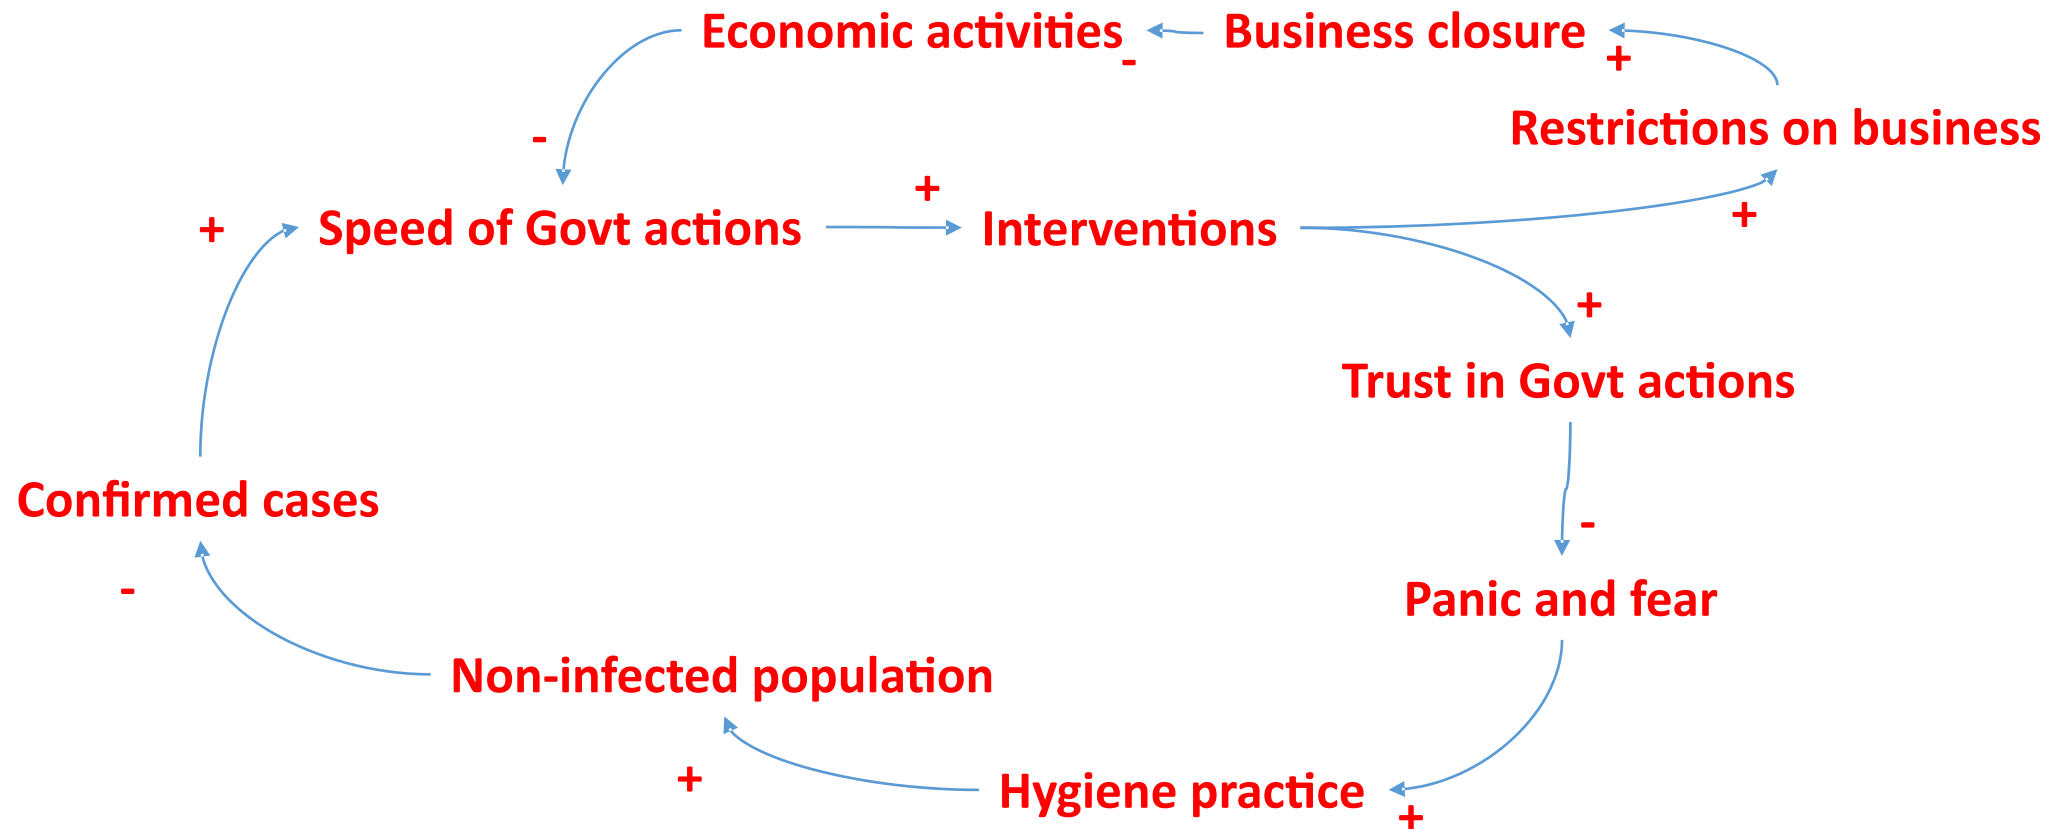 Economic activities
Business closure
-
+
Restrictions on business
-
+
+
+
Speed of Govt actions
Interventions
+
Trust in Govt actions
Confirmed cases
-
-
Panic and fear
Non-infected population
+
Hygiene practice
+